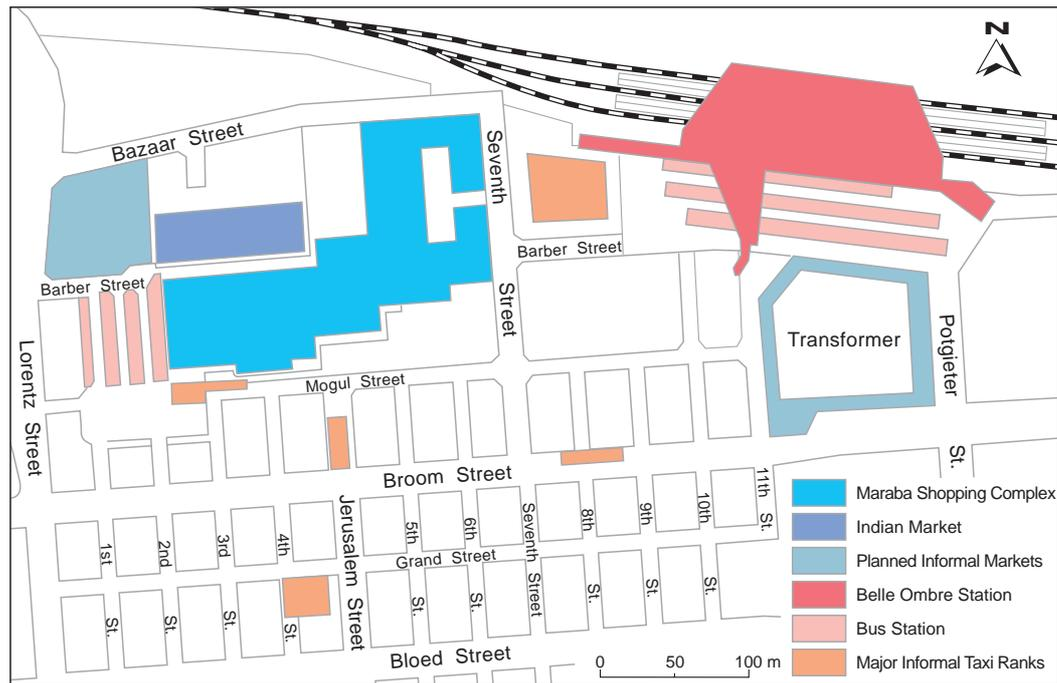 N
Bazaar Street
Seventh
Street
Barber Street
Barber Street
Transformer
Potgieter
St.
Lorentz Street
Mogul Street
Broom Street
Jerusalem Street
1st
St.
2nd
St.
3rd
St.
4th
St.
5th
St.
6th
St.
Seventh Street
8th
St.
9th
St.
10th
St.
11th St.
Grand Street
Bloed Street
0 50 100 m
Maraba Shopping Complex
Indian Market
Planned Informal Markets
Belle Ombre Station
Bus Station
Major Informal Taxi Ranks